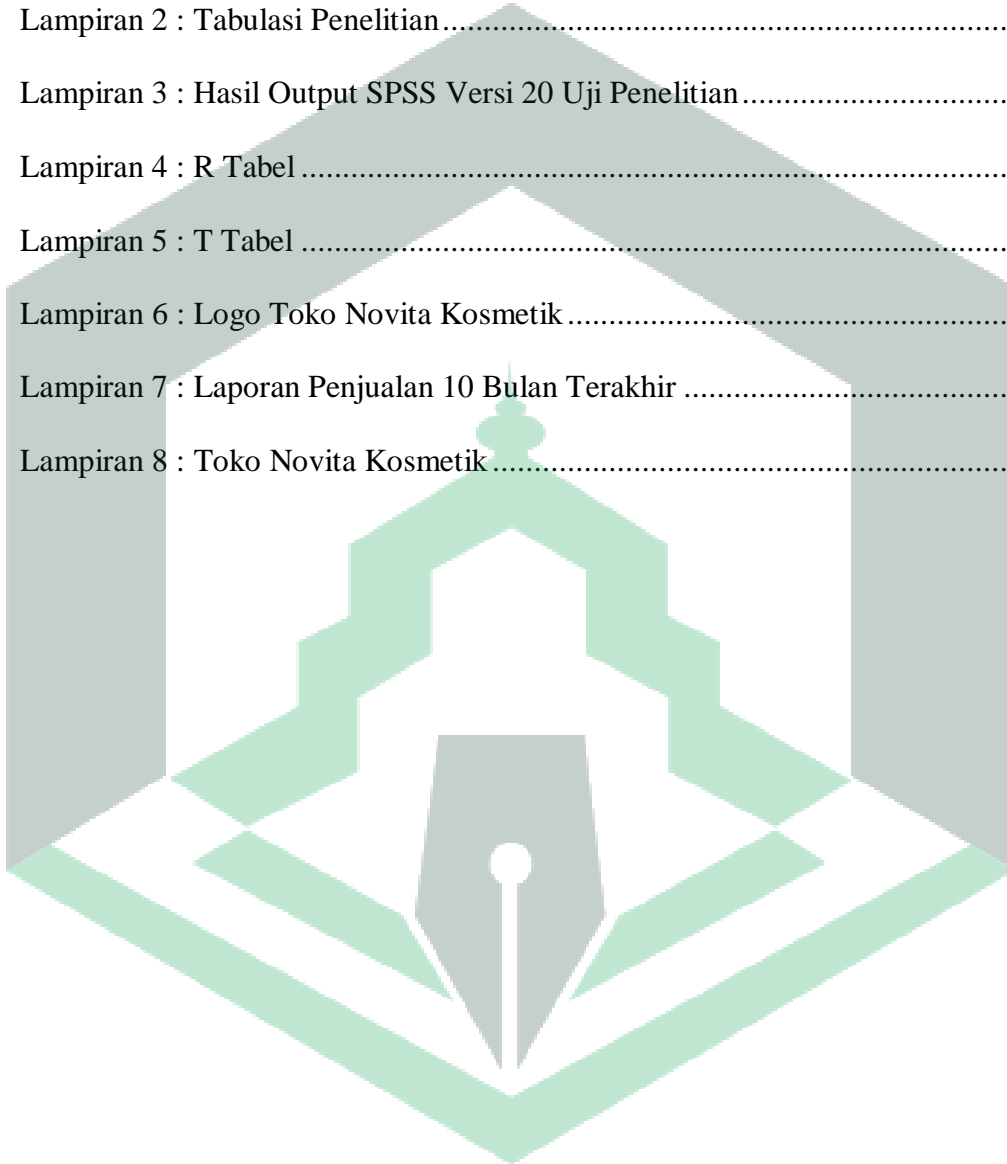 Lampiran 2 : Tabulasi Penelitian.......................................................................
Lampiran 3 : Hasil Output SPSS Versi 20 Uji Penelitian.................................
Lampiran 4 : R Tabel .........................................................................................
Lampiran 5 : T Tabel .........................................................................................
Lampiran 6 : Logo Toko Novita Kosmetik.......................................................
Lampiran 7 : Laporan Penjualan 10 Bulan Terakhir ........................................
Lampiran 8 : Toko Novita Kosmetik.................................................................